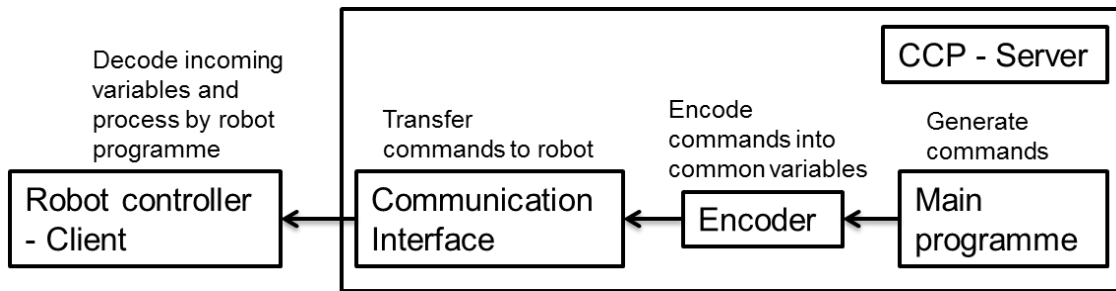 CCP - Server
Decode incoming
variables and
process by robot
programme
Transfer
commands to robot
Encode
commands into
common variables
Generate
commands
Robot controller
- Client
Communication
Interface
Encoder
Main
programme